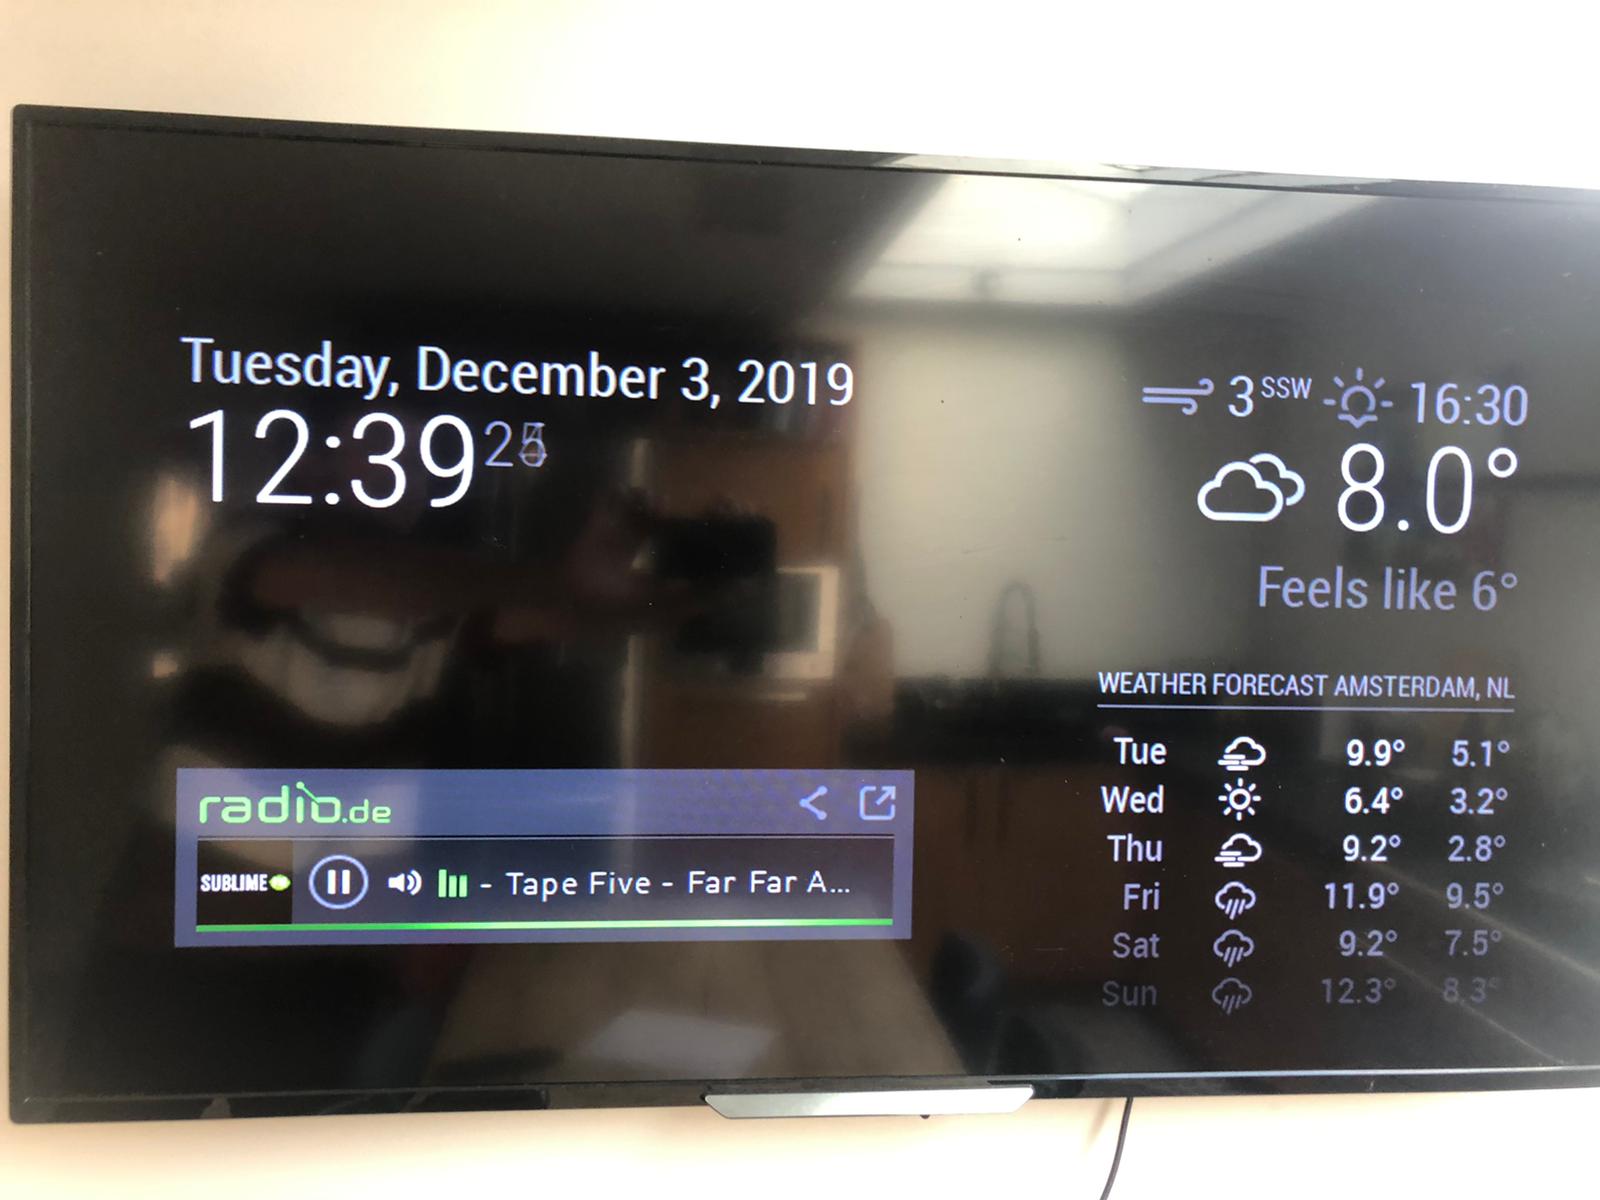 Tuesday, December 3, 2019
12:39
3 SSW 16:30
8.0°
Feels like 6°
WEATHER FORECAST AMSTERDAM, NL
Tue 9.9° 5.1°
Wed 6.4° 3.2°
Thu 9.2° 2.8°
Fri 11.9° 9.5°
Sat 9.2° 7.5°
Sun 12.3° 8.3°
radio.de
SUBLIME - Tape Five - Far Far A...